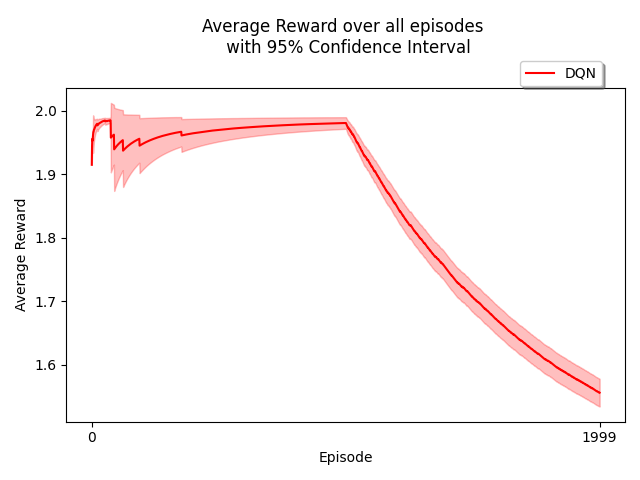 Average Reward over all episodes
with 95% Confidence Interval
DQN
2.0
1.9
1.8
1.7
1.6
Average Reward
0
1999
Episode